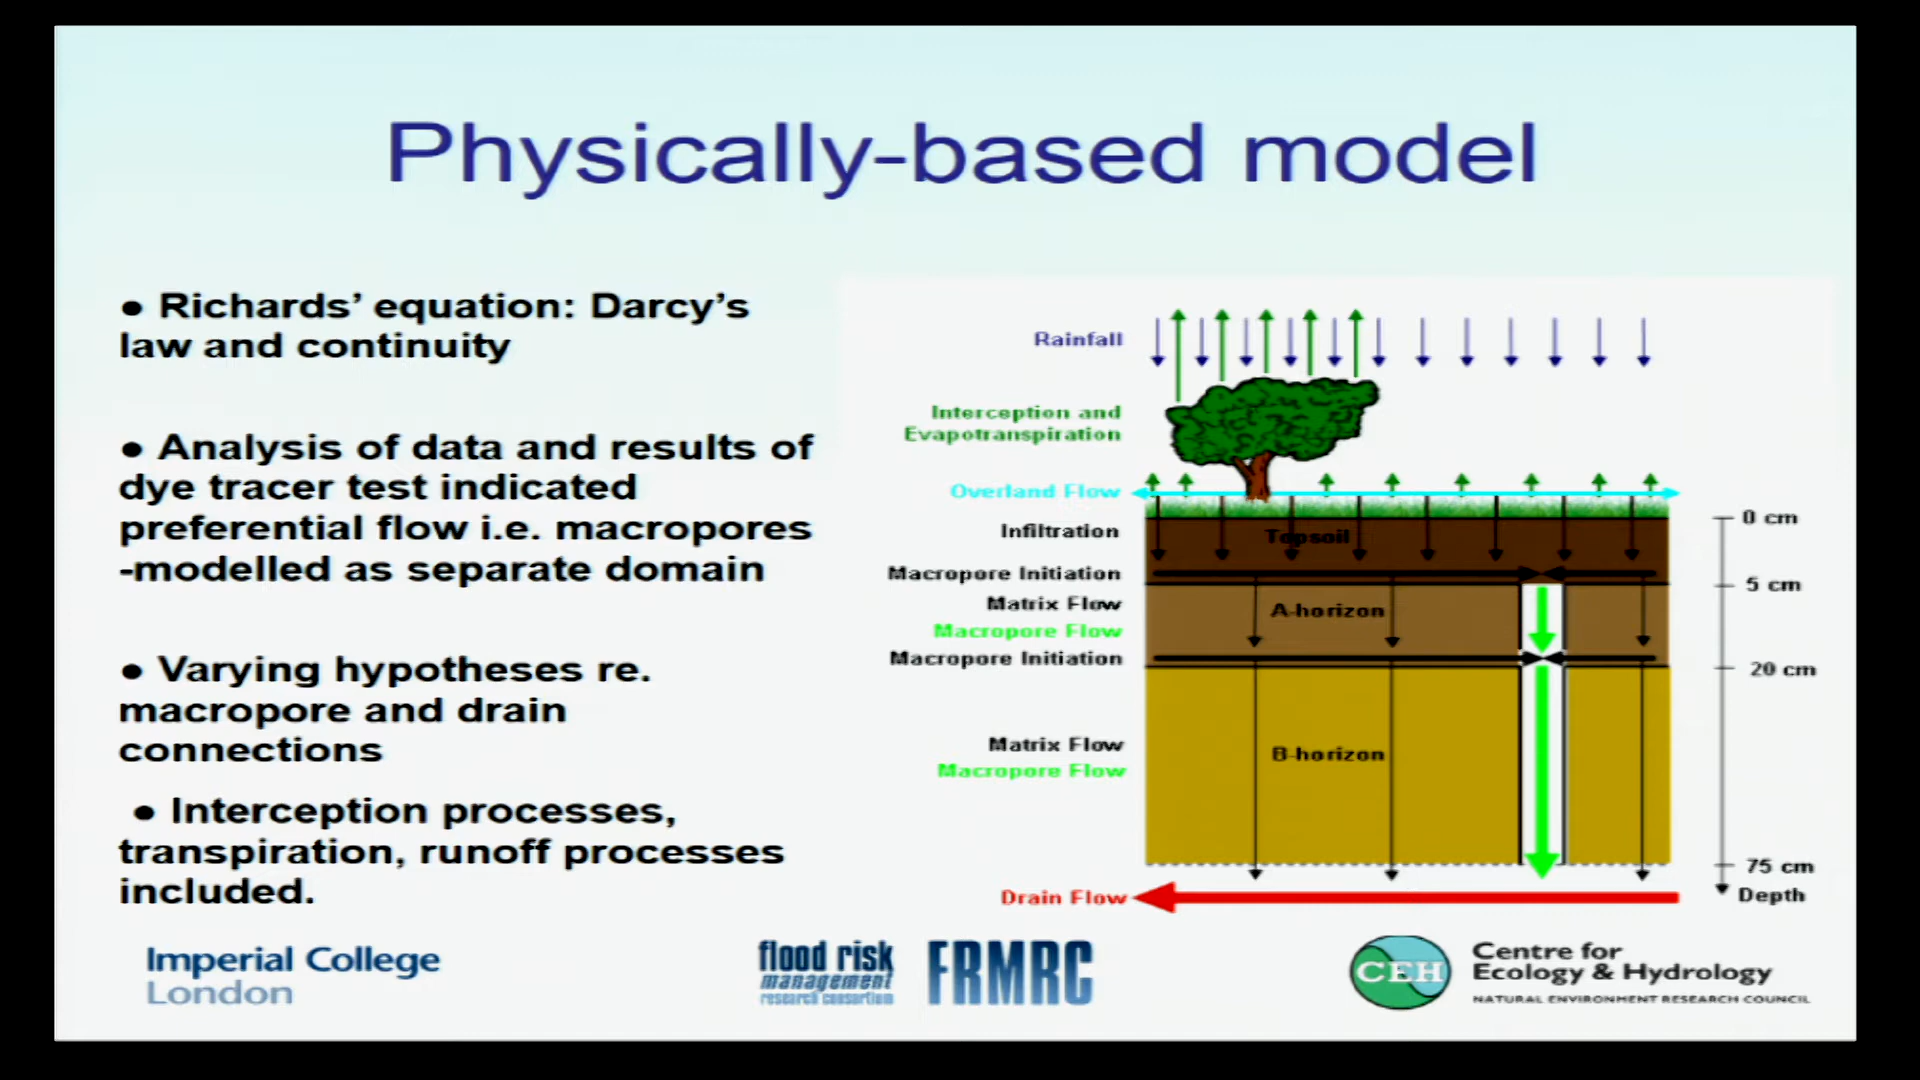 Physically-based model
● Richards’ equation: Darcy’s
law and continuity
● Analysis of data and results of
dye tracer test indicated
preferential flow i.e. macropores
-modelled as separate domain
● Varying hypotheses re.
macropore and drain
connections
● Interception processes,
transpiration, runoff processes
included.
Rainfall
Interception and
Evapotranspiration
Overland Flow
Infiltration
Topsoil
0 cm
Macropore Initiation
5 cm
Matrix Flow
A-horizon
Macropore Flow
Macropore Initiation
20 cm
Matrix Flow
B-horizon
Macropore Flow
75 cm
Drain Flow
Depth
Imperial College
London
flood risk
management
research consortium
FRMRC
CEH
Centre for
Ecology & Hydrology
NATURAL ENVIRONMENT RESEARCH COUNCIL